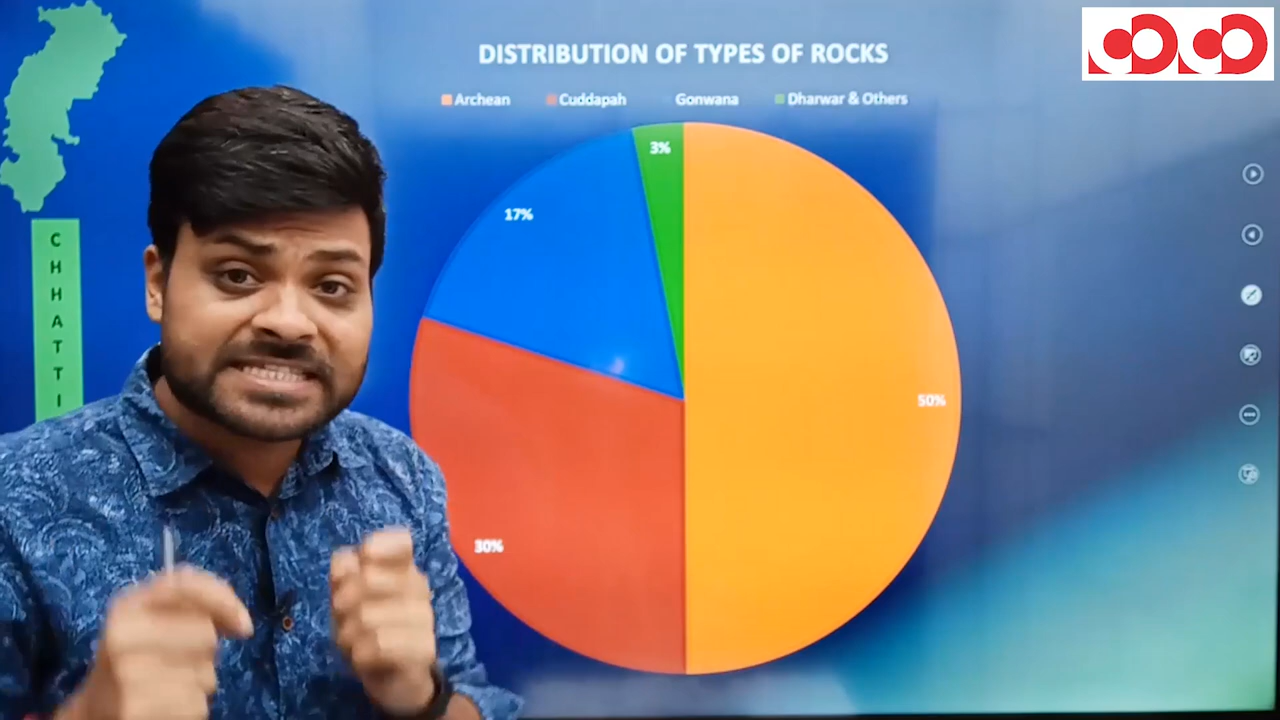 DISTRIBUTION OF TYPES OF ROCKS
Archean Cuddapah Gonwana Dharwar & Others
3%
17%
50%
30%
C
H
H
A
T
T
I